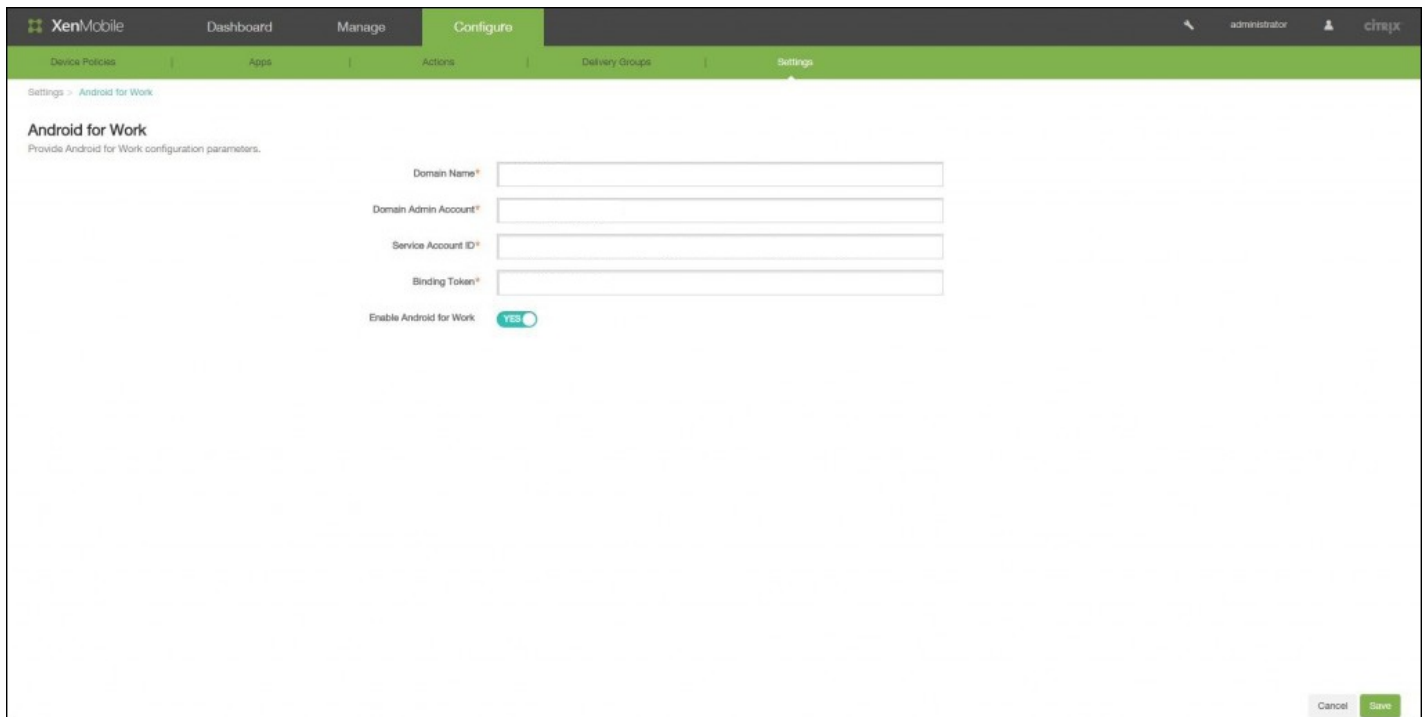 XenMobile Dashboard Manage Configure administrator CİTRIX
Device Policies | Apps | Actions | Delivery Groups | Settings
Settings > Android for Work
Android for Work
Provide Android for Work configuration parameters.
Domain Name*
Domain Admin Account*
Service Account ID*
Binding Token*
Enable Android for Work YES
Cancel Save